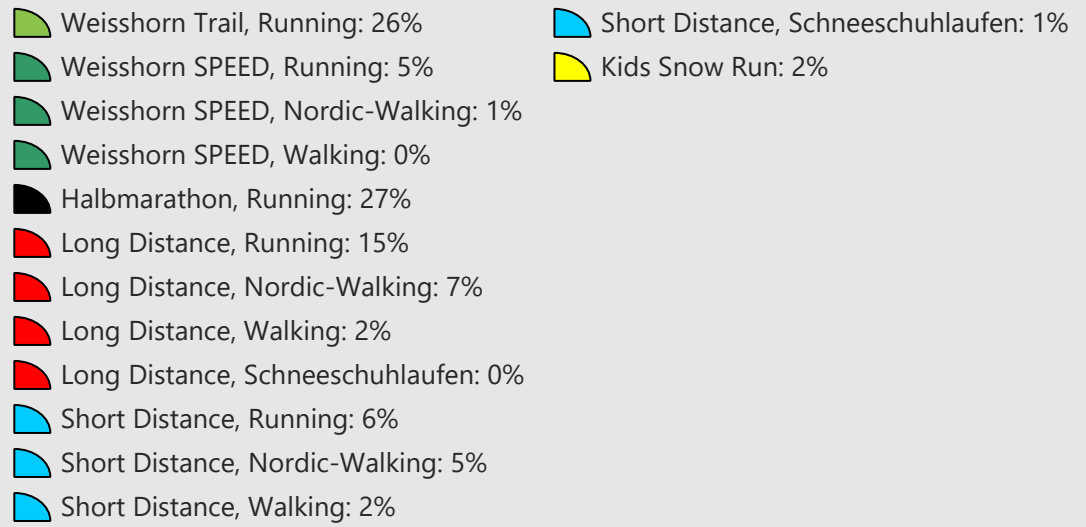 Weisshorn Trail, Running: 26%
Weisshorn SPEED, Running: 5%
Weisshorn SPEED, Nordic-Walking: 1%
Weisshorn SPEED, Walking: 0%
Halbmarathon, Running: 27%
Long Distance, Running: 15%
Long Distance, Nordic-Walking: 7%
Long Distance, Walking: 2%
Long Distance, Schneeschuhlaufen: 0%
Short Distance, Running: 6%
Short Distance, Nordic-Walking: 5%
Short Distance, Walking: 2%
Short Distance, Schneeschuhlaufen: 1%
Kids Snow Run: 2%